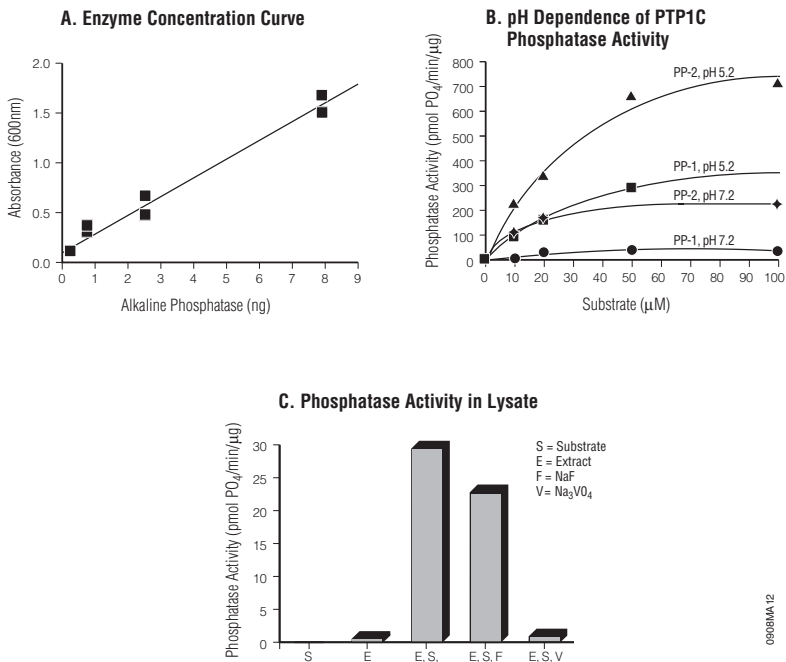 A. Enzyme Concentration Curve
2.0
1.5
1.0
0.5
0.0
Absorbance (600nm)
0 1 2 3 4 5 6 7 8 9
Alkaline Phosphatase (ng)
B. pH Dependence of PTP1C
Phosphatase Activity
800
700
600
500
400
300
200
100
0
Phosphatase Activity (pmol PO₄/min/µg)
PP-2, pH 5.2
PP-1, pH 5.2
PP-2, pH 7.2
PP-1, pH 7.2
0 10 20 30 40 50 60 70 80 90 100
Substrate (µM)
C. Phosphatase Activity in Lysate
30
25
20
15
10
5
0
Phosphatase Activity (pmol PO₄/min/µg)
S = Substrate
E = Extract
F = NaF
V= Na₃VO₄
S E E, S, E, S, F E, S, V
0908MA12